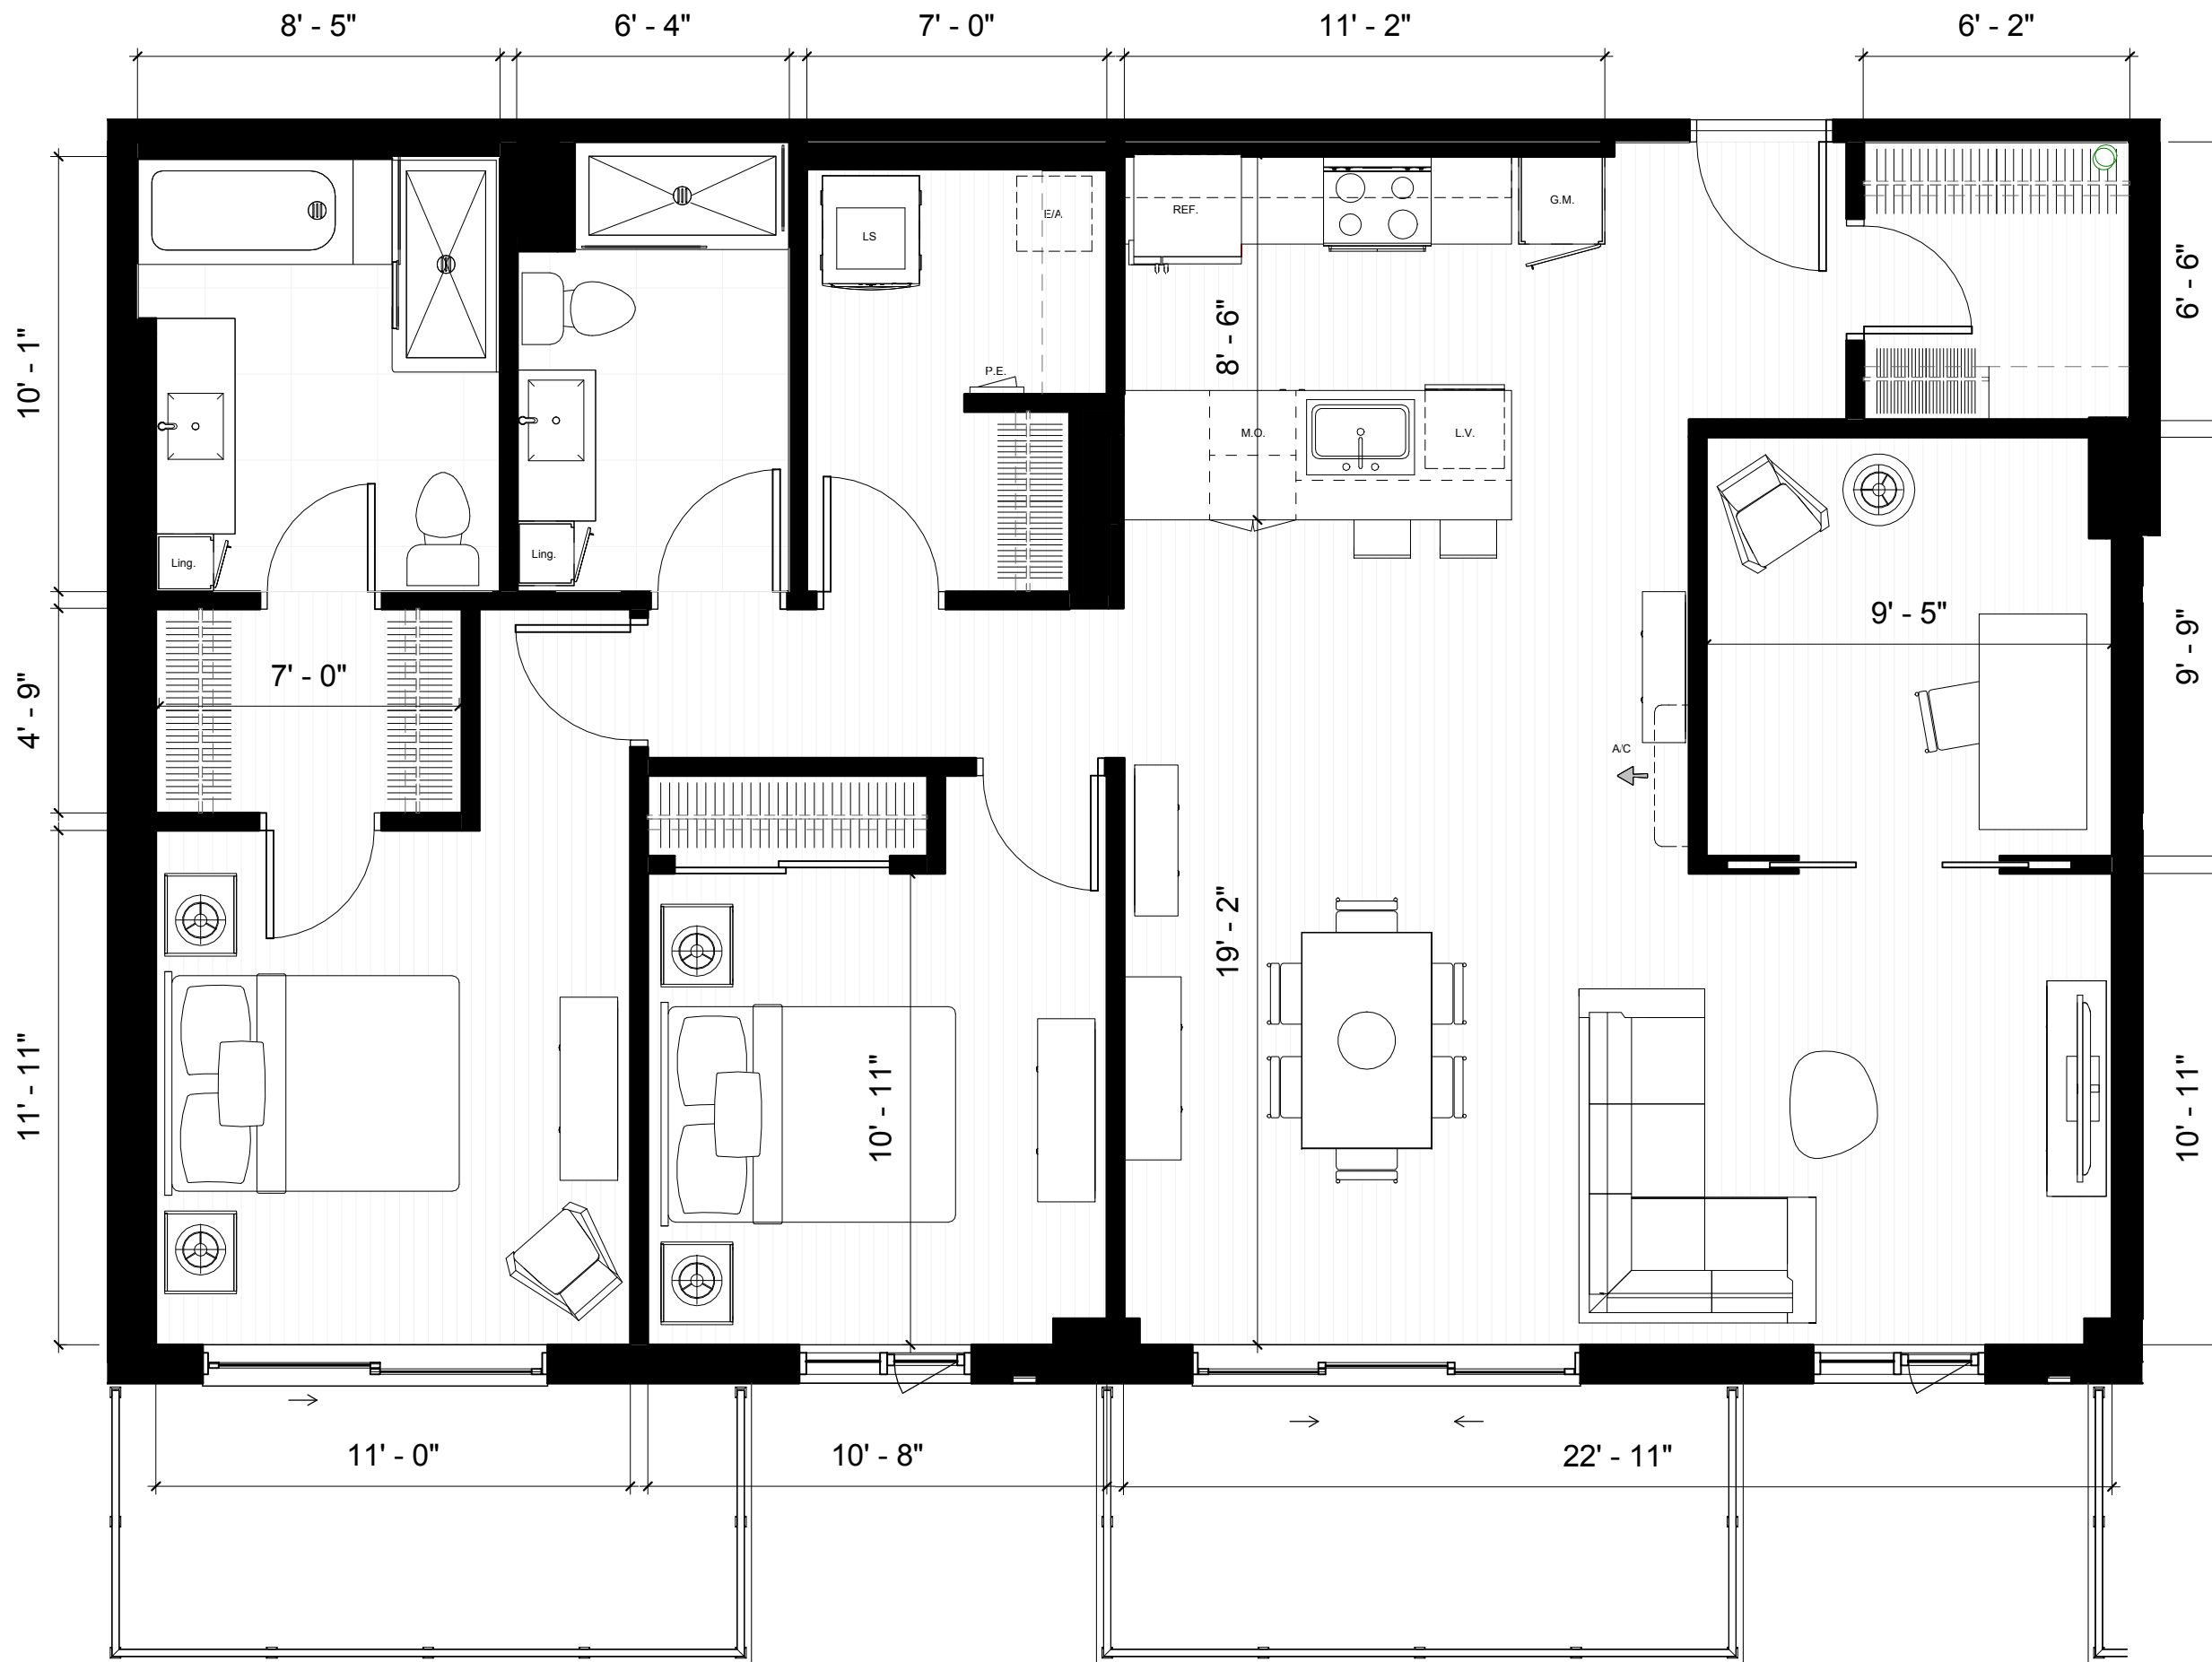 8' - 5"
6' - 4"
7' - 0"
11' - 2"
6' - 2"
LS
E/A
REF.
G.M.
6' - 6"
8' - 6"
10' - 1"
P.E.
M.O.
L.V.
Ling.
Ling.
9' - 5"
9' - 9"
7' - 0"
4' - 9"
A/C
19' - 2"
11' - 11"
10' - 11"
10' - 11"
11' - 0"
10' - 8"
22' - 11"